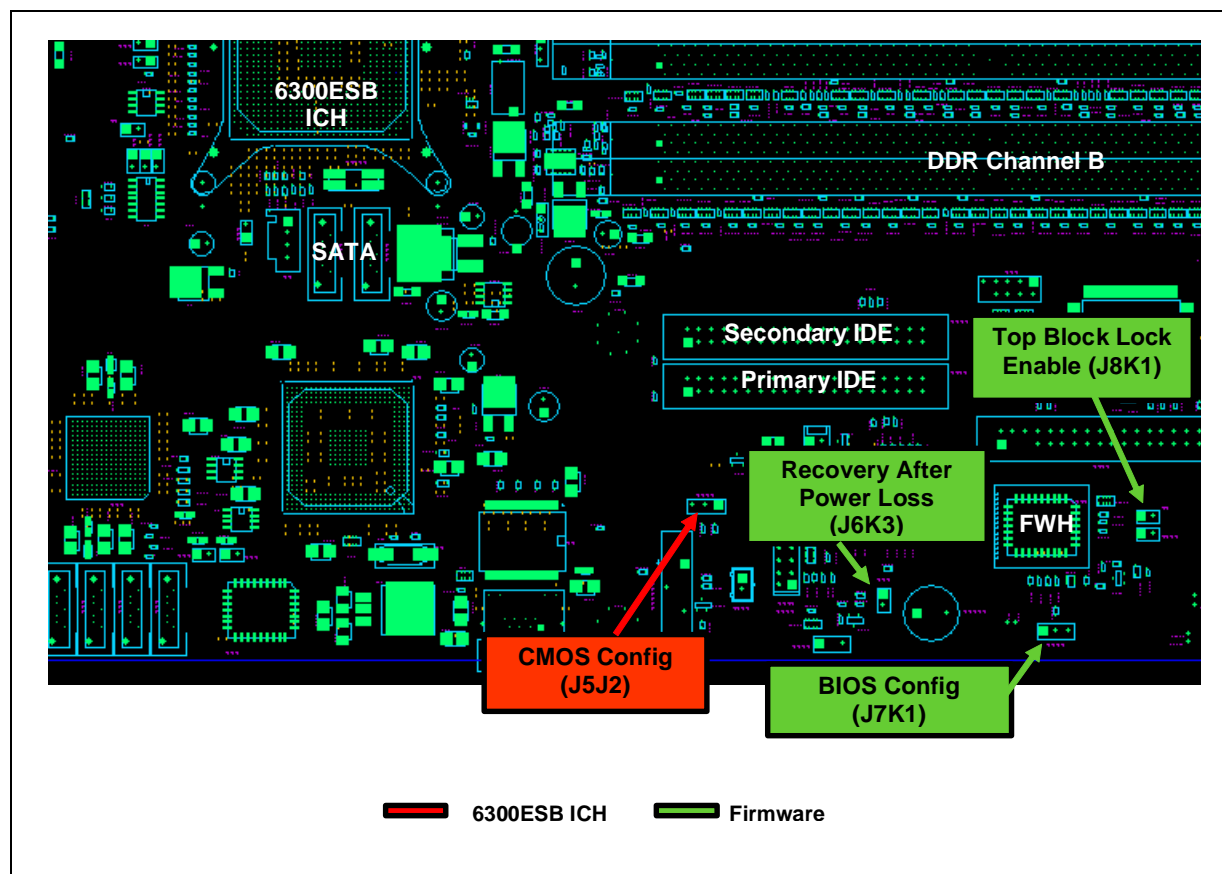 6300ESB
ICH
DDR Channel B
SATA
Secondary IDE
Primary IDE
Top Block Lock
Enable (J8K1)
Recovery After
Power Loss
(J6K3)
FWH
CMOS Config
(J5J2)
BIOS Config
(J7K1)
6300ESB ICH
Firmware